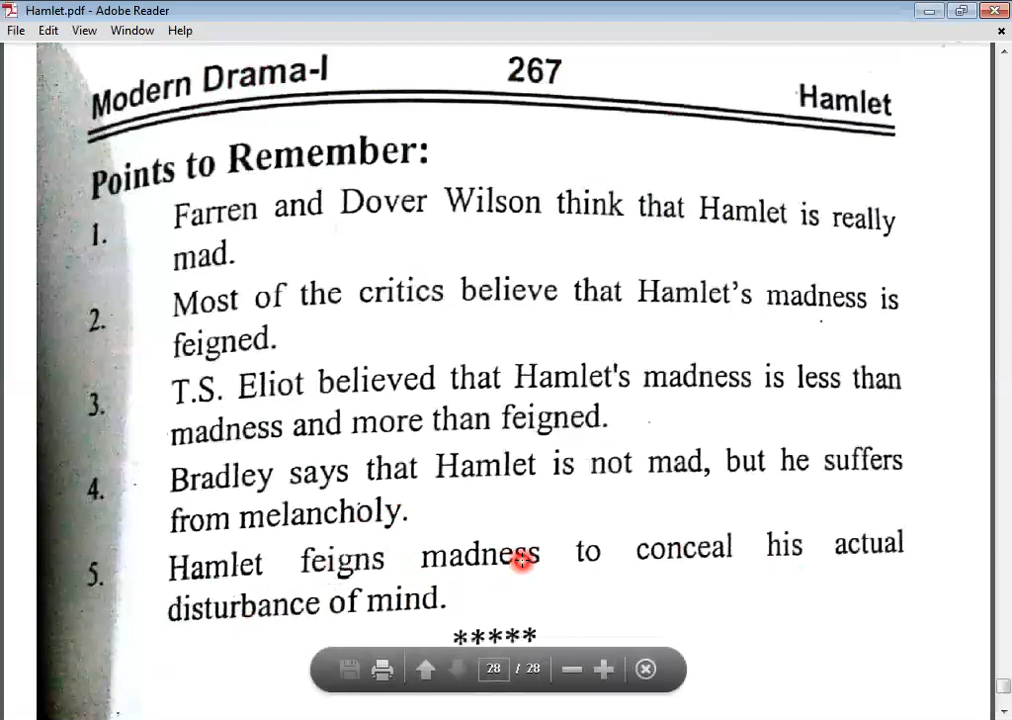 Hamlet.pdf - Adobe Reader
File Edit View Window Help
Modern Drama-I 267 Hamlet
Points to Remember:
1. Farren and Dover Wilson think that Hamlet is really
mad.
2. Most of the critics believe that Hamlet's madness is
feigned.
3. T.S. Eliot believed that Hamlet's madness is less than
madness and more than feigned.
4. Bradley says that Hamlet is not mad, but he suffers
from melancholy.
5. Hamlet feigns madness to conceal his actual
disturbance of mind.
*****
28 / 28